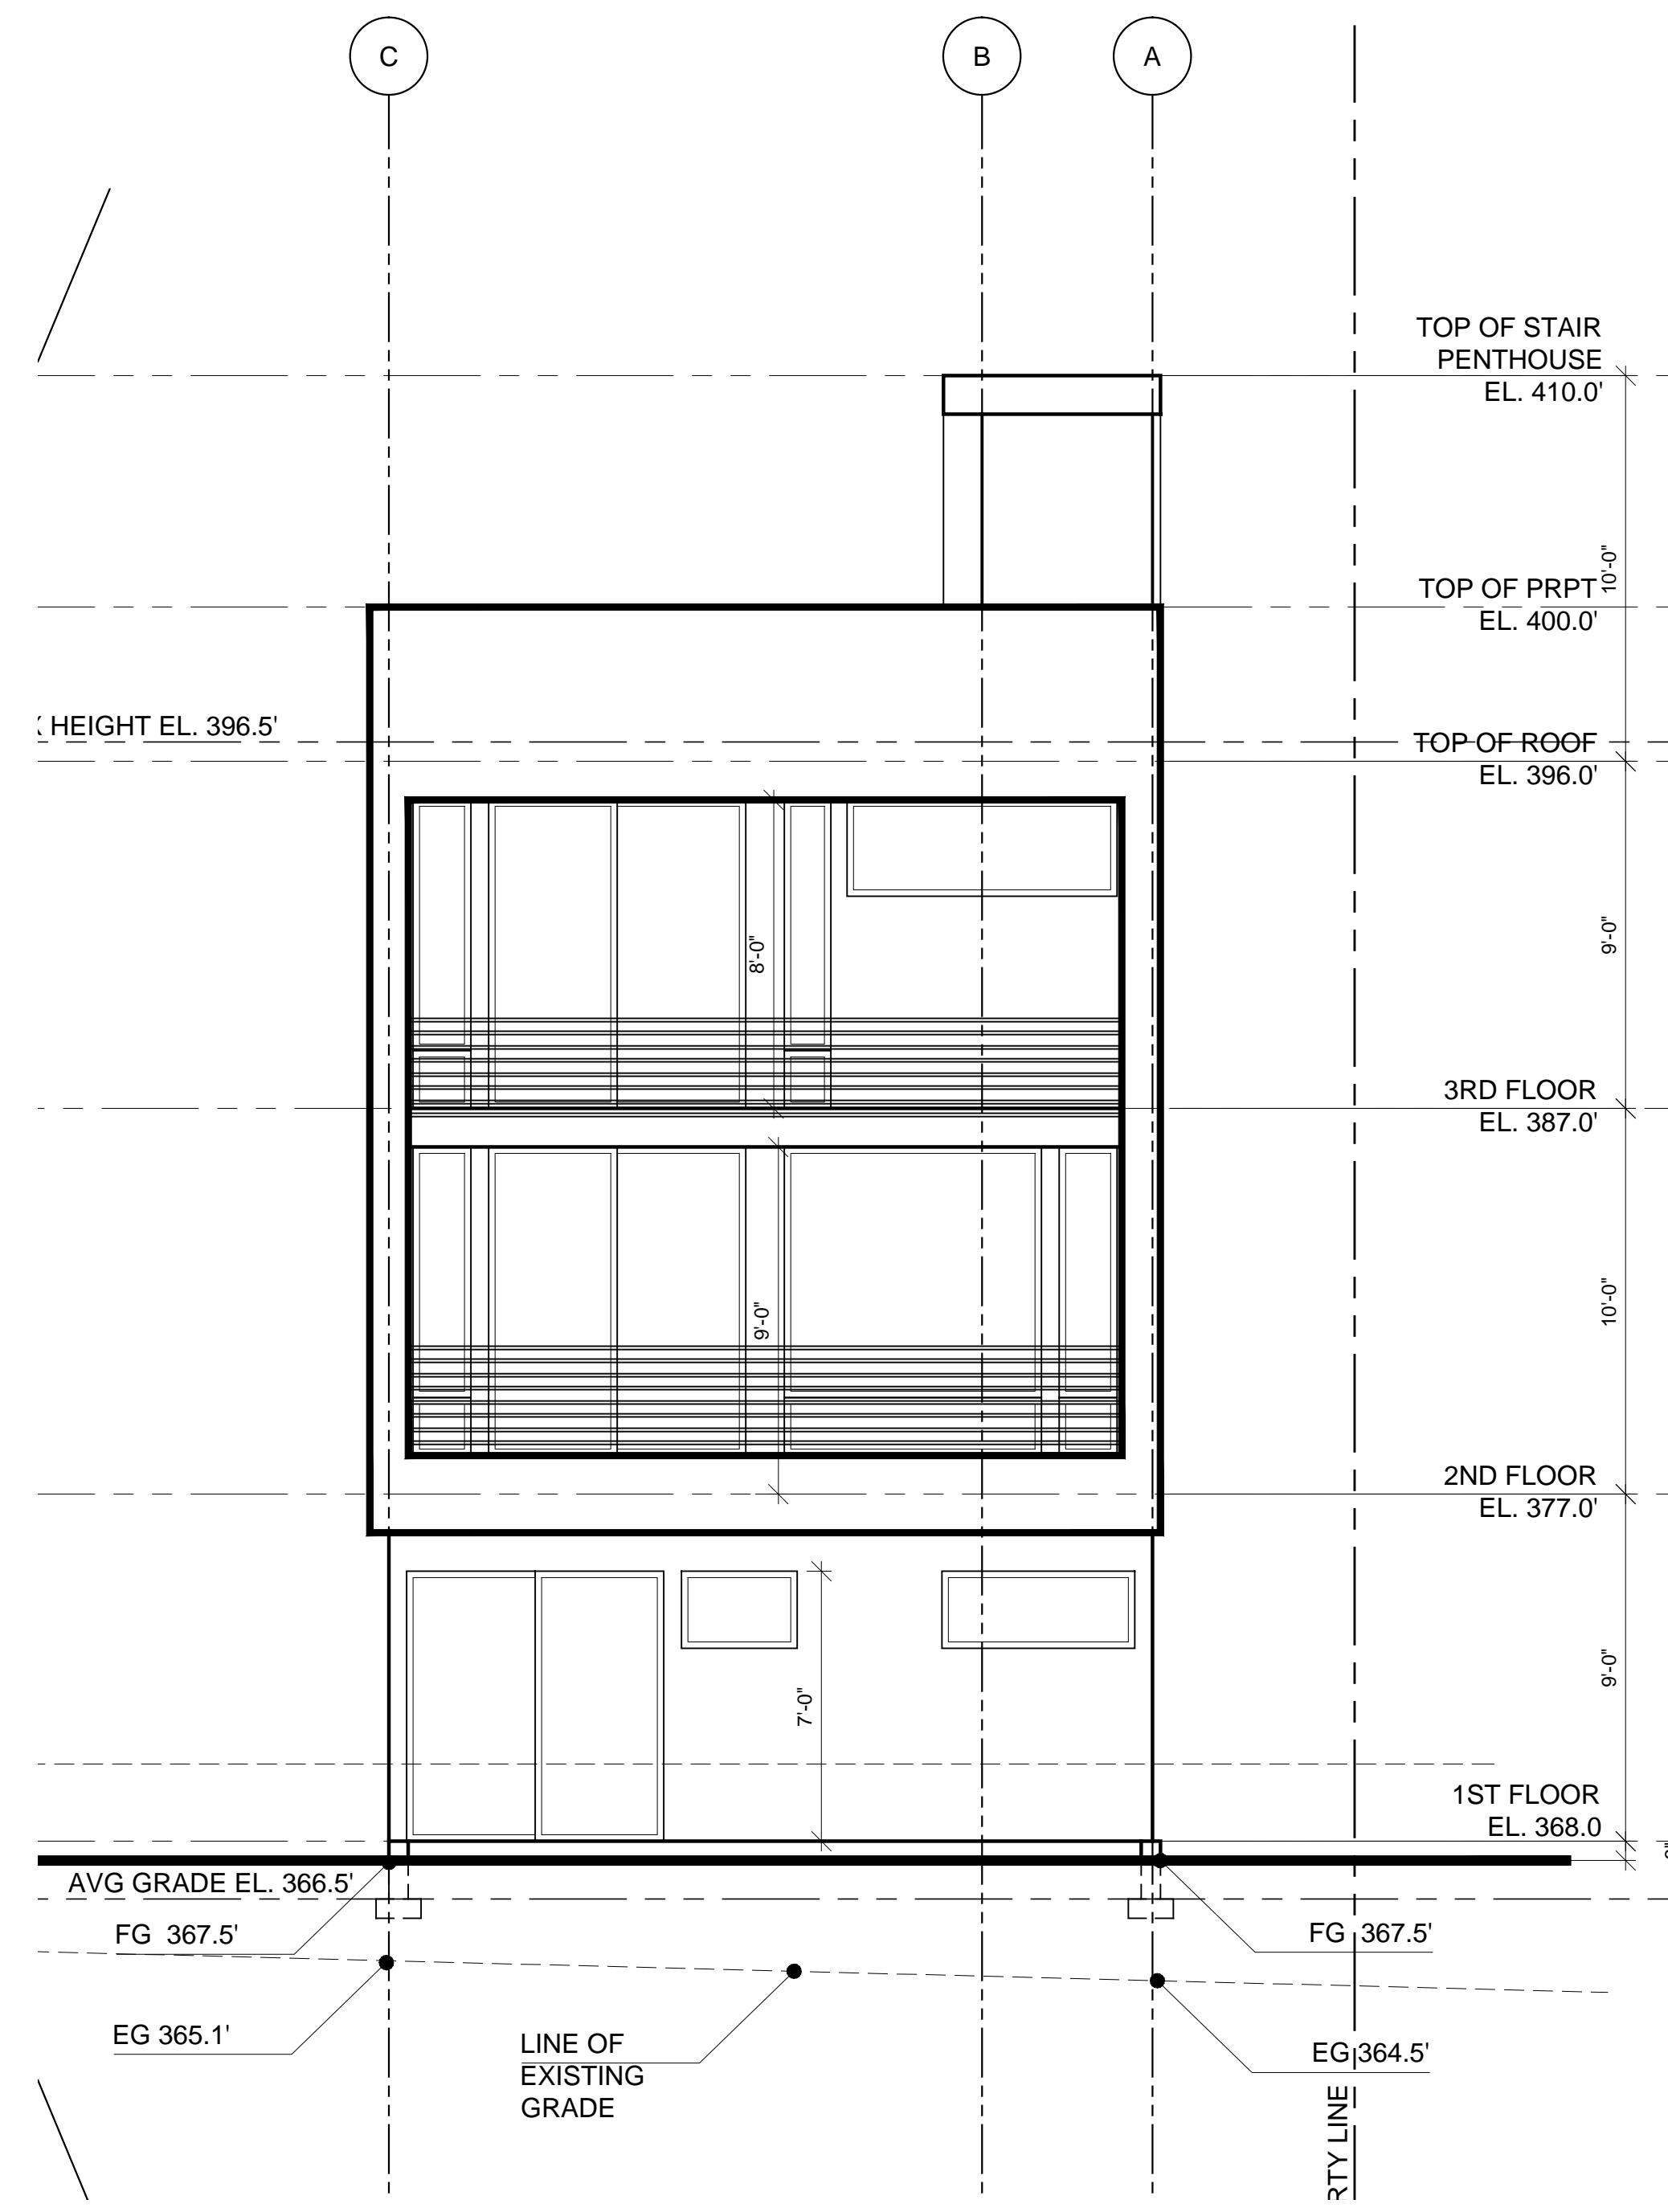 C
B
A
TOP OF STAIR
PENTHOUSE
EL. 410.0'
10'-0"
TOP OF PRPT
EL. 400.0'
HEIGHT EL. 396.5'
TOP OF ROOF
EL. 396.0'
8'-0"
9'-0"
3RD FLOOR
EL. 387.0'
9'-0"
10'-0"
2ND FLOOR
EL. 377.0'
7'-0"
9'-0"
1ST FLOOR
EL. 368.0
AVG GRADE EL. 366.5'
FG 367.5'
FG 367.5'
EG 365.1'
LINE OF
EXISTING
GRADE
EG 364.5'
RTY LINE